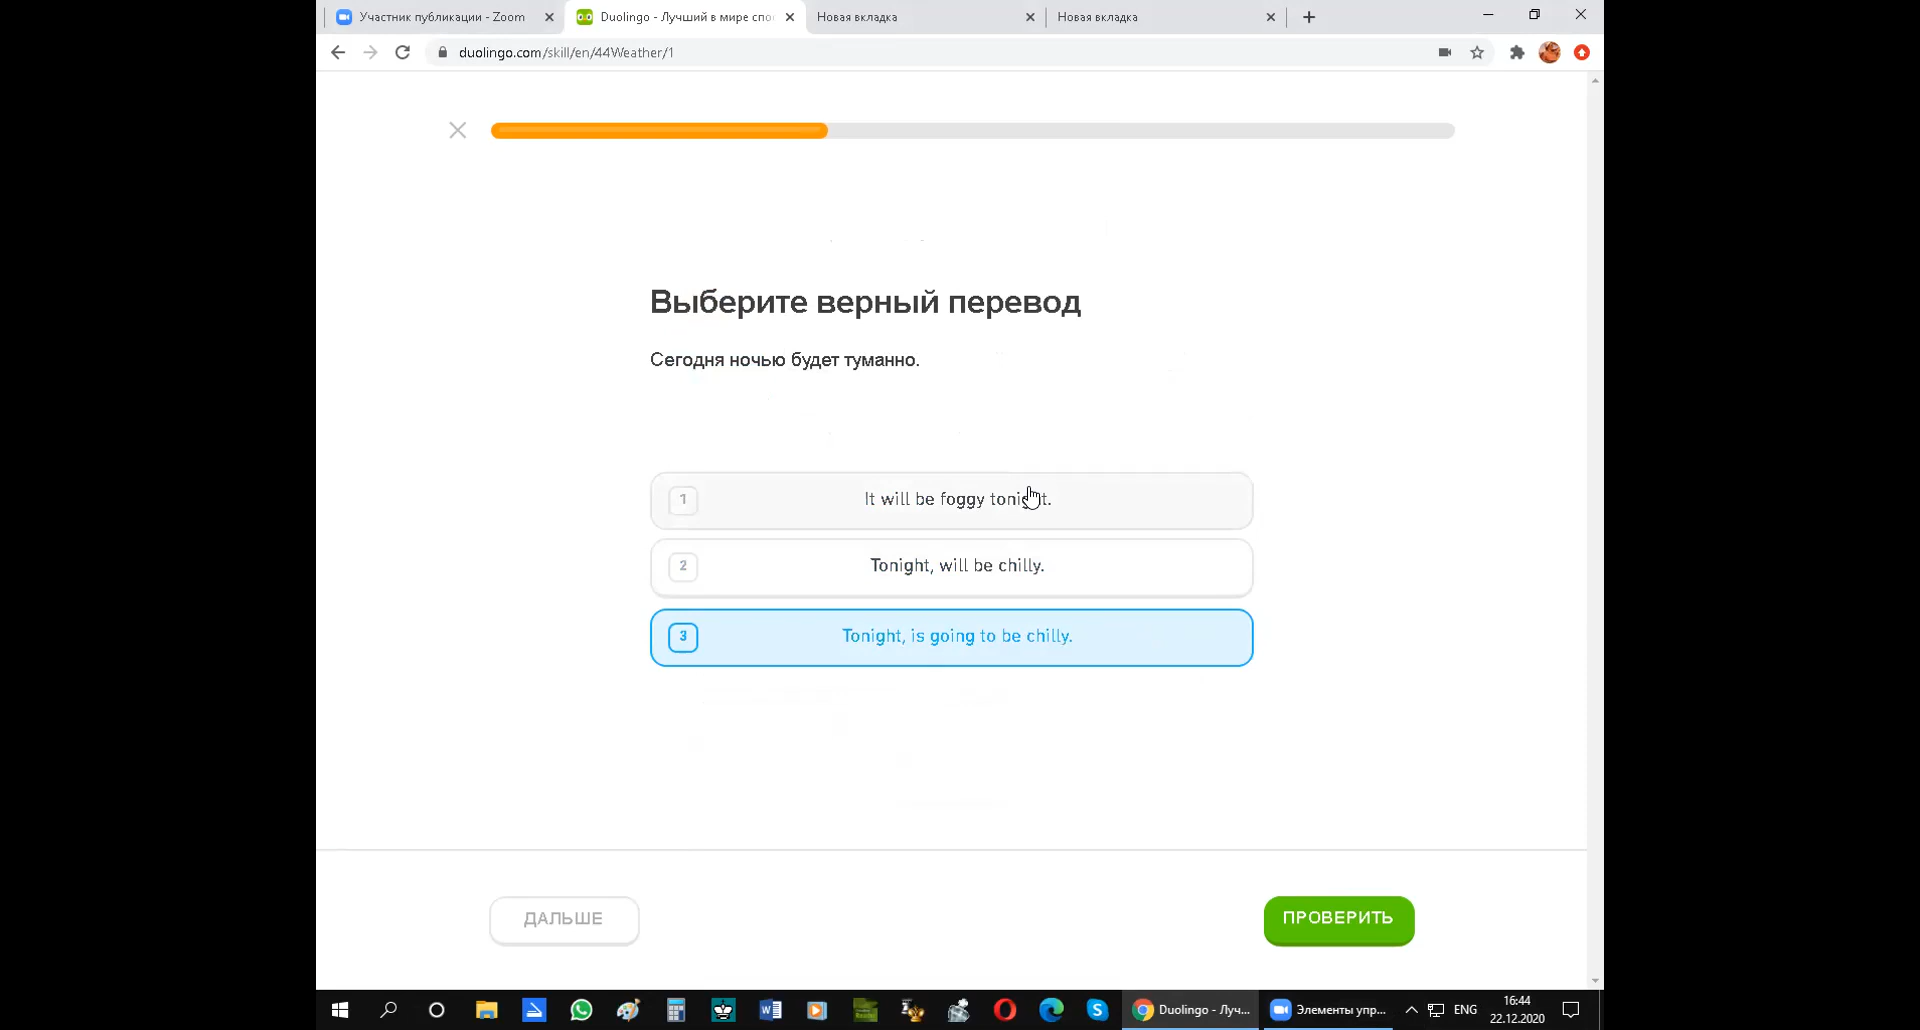 Участник публикации - Zoom
Duolingo - Лучший в мире спо
Новая вкладка
Новая вкладка
duolingo.com/skill/en/44Weather/1
Выберите верный перевод
Сегодня ночью будет туманно.
1 It will be foggy tonight.
2 Tonight, will be chilly.
3 Tonight, is going to be chilly.
ДАЛЬШЕ
ПРОВЕРИТЬ
Duolingo - Луч...
Элементы упр...
ENG
16:44
22.12.2020